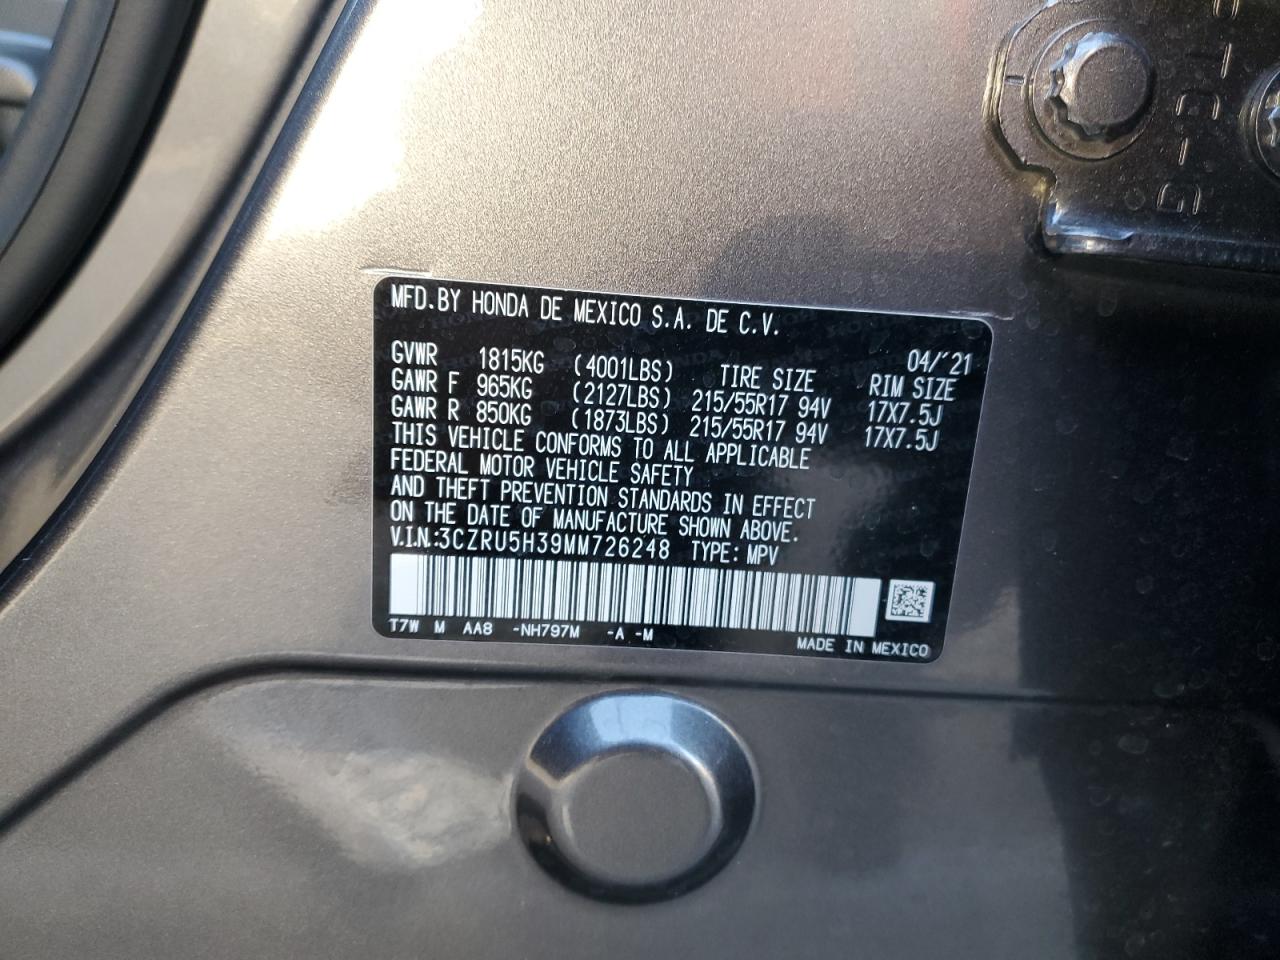 MFD.BY HONDA DE MEXICO S.A. DE C.V.
04/'21
GVWR 1815KG (4001LBS) TIRE SIZE RIM SIZE
GAWR F 965KG (2127LBS) 215/55R17 94V 17X7.5J
GAWR R 850KG (1873LBS) 215/55R17 94V 17X7.5J
THIS VEHICLE CONFORMS TO ALL APPLICABLE
FEDERAL MOTOR VEHICLE SAFETY
AND THEFT PREVENTION STANDARDS IN EFFECT
ON THE DATE OF MANUFACTURE SHOWN ABOVE.
V.I.N.:3CZRU5H39MM726248 TYPE: MPV
T7W M AA8 -NH797M -A -M
MADE IN MEXICO